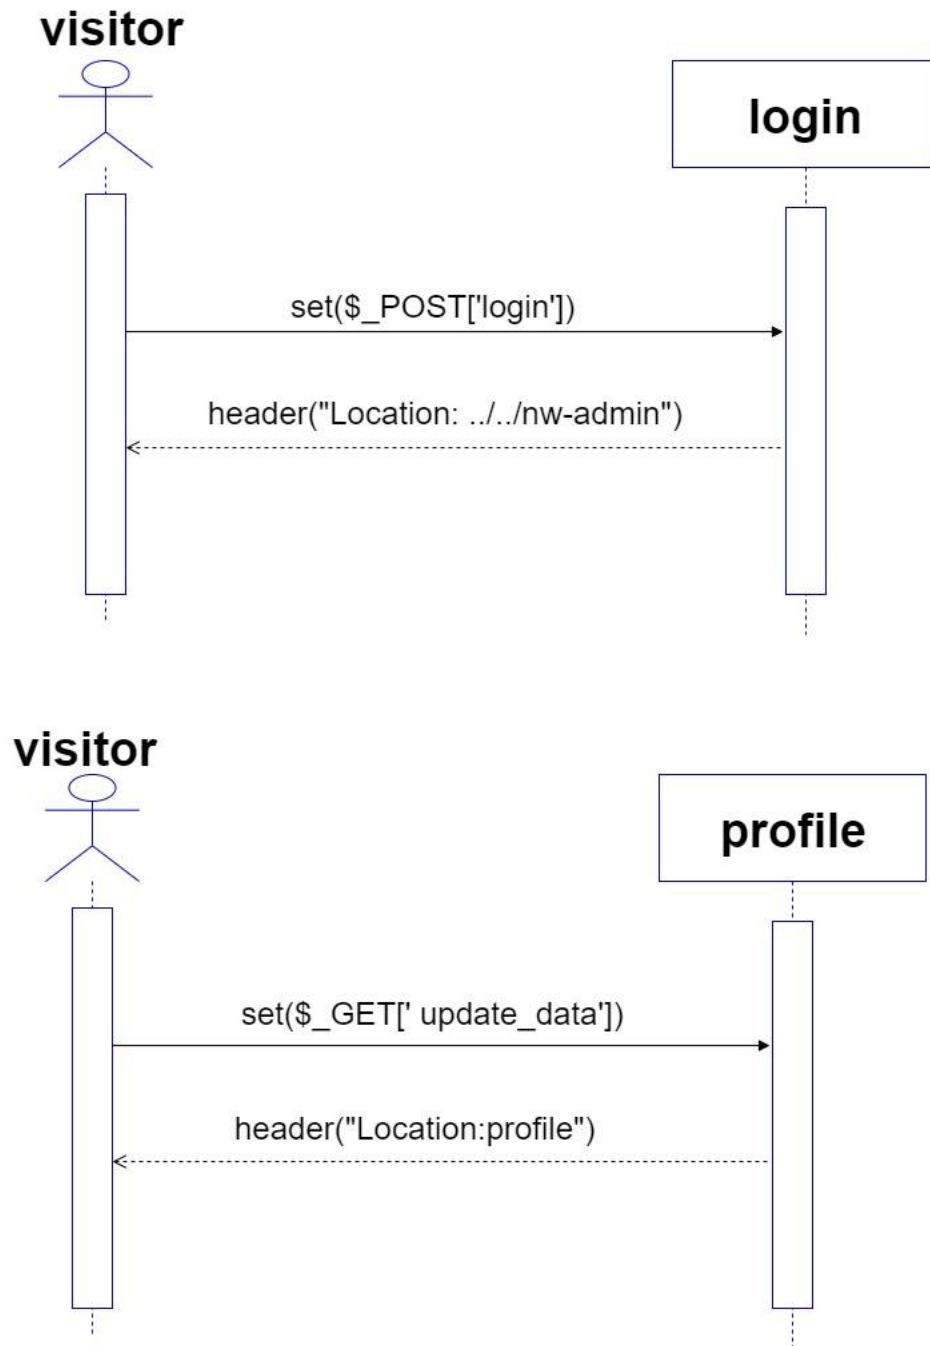 visitor
login
set($_POST['login'])
header("Location: ../../nw-admin")
visitor
profile
set($_GET[' update_data'])
header("Location:profile")